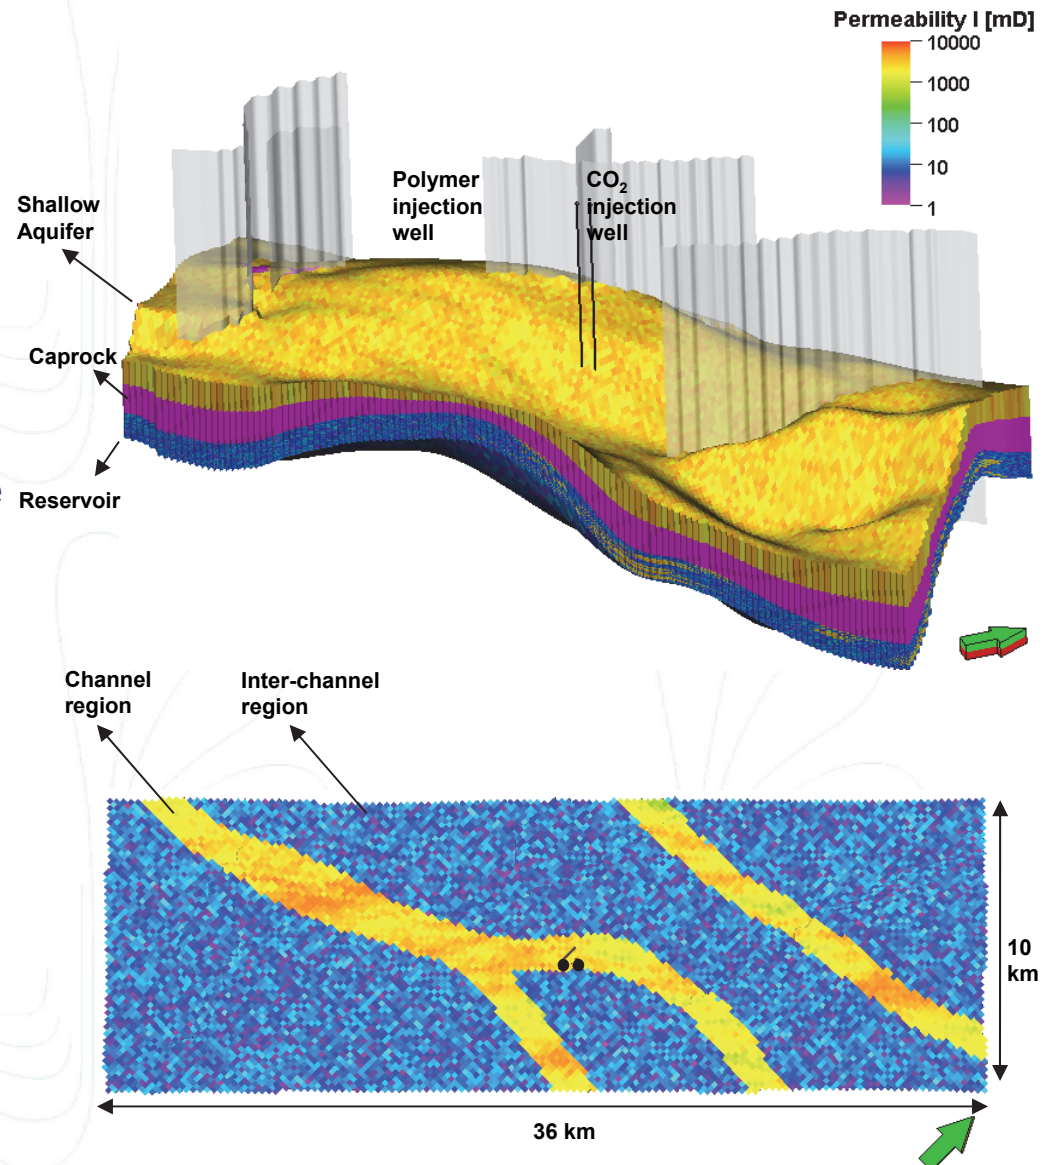 Permeability I [mD]
10000
1000
100
10
1
Polymer
injection
well
CO₂
injection
well
Shallow
Aquifer
Caprock
Reservoir
Channel
region
Inter-channel
region
10
km
36 km